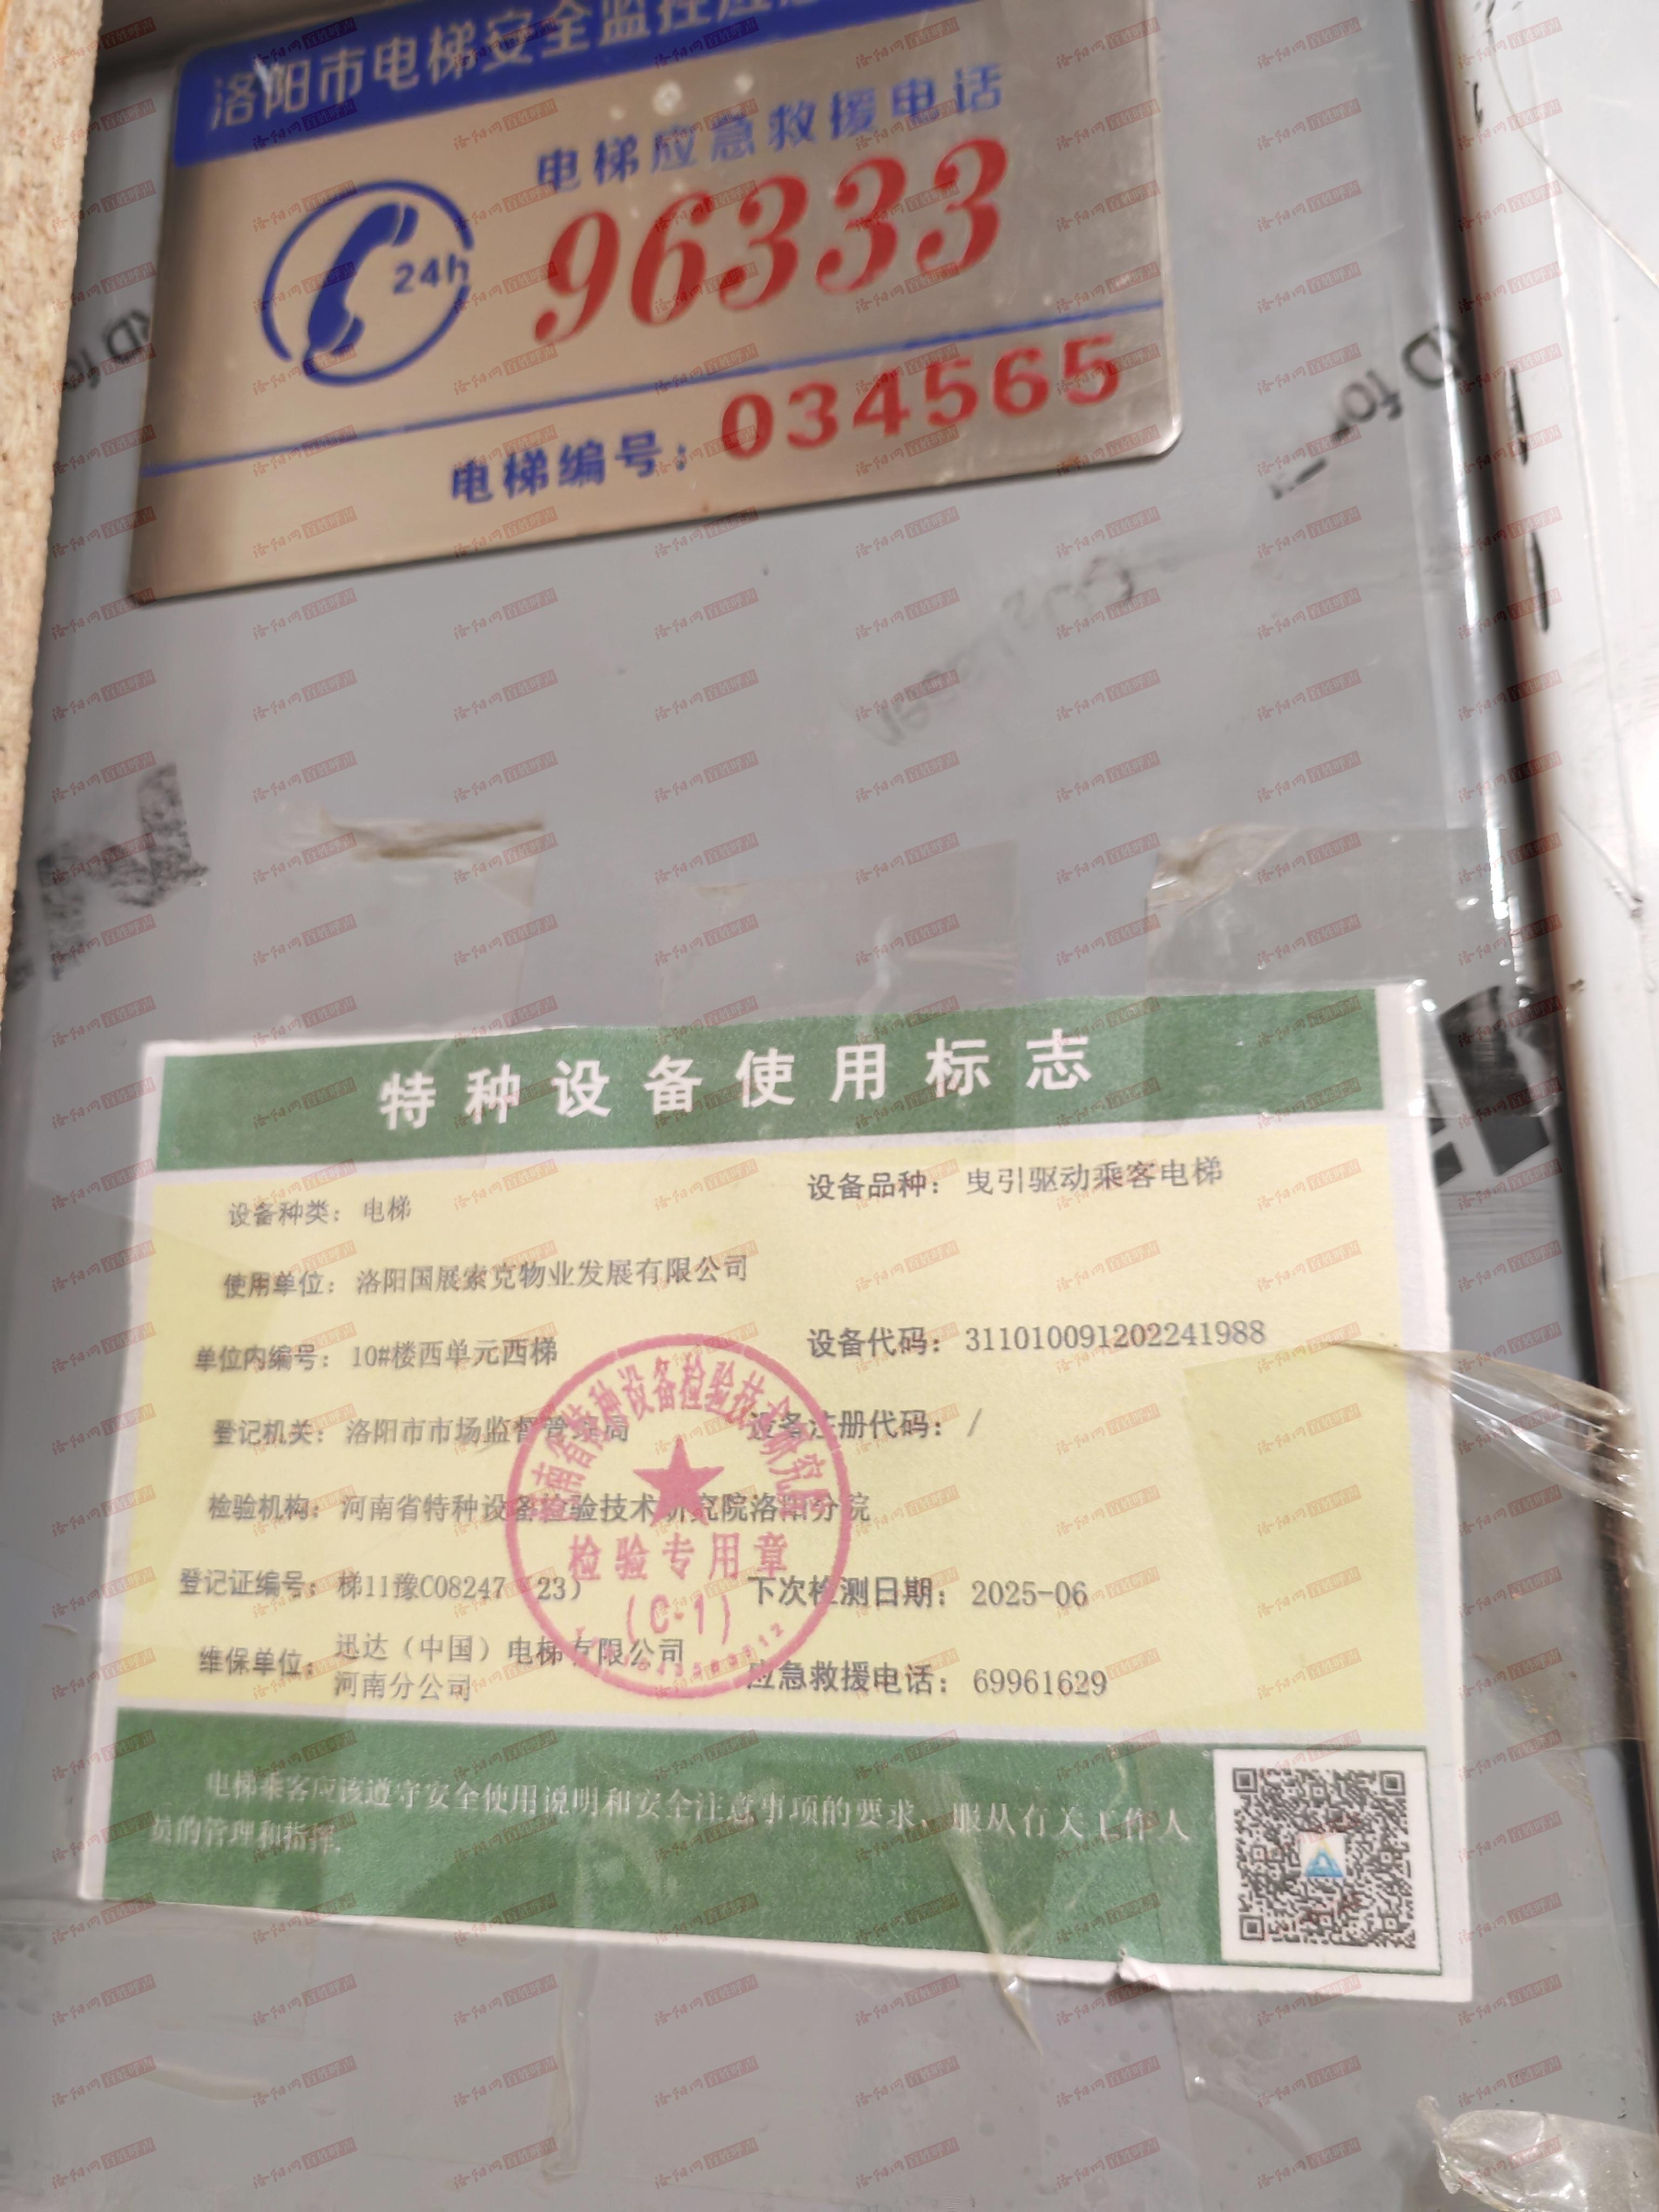 洛阳市电梯安全监控应急
电梯应急救援电话
24h
96333
电梯编号：034565
特种设备使用标志
设备种类：电梯
设备品种：曳引驱动乘客电梯
使用单位：洛阳国展索克物业发展有限公司
单位内编号：10#楼西单元西梯
设备代码：311010091202241988
登记机关：洛阳市市场监督管理局
设备注册代码：/
检验机构：河南省特种设备检验技术研究院洛阳分院
登记证编号：梯11豫C08247（23）
下次检测日期：2025-06
维保单位：迅达（中国）电梯有限公司
河南分公司
应急救援电话：69961629
检验专用章
(C-1)
电梯乘客应该遵守安全使用说明和安全注意事项的要求、服从有关工作人
员的管理和指挥.
洛阳网 百姓呼声